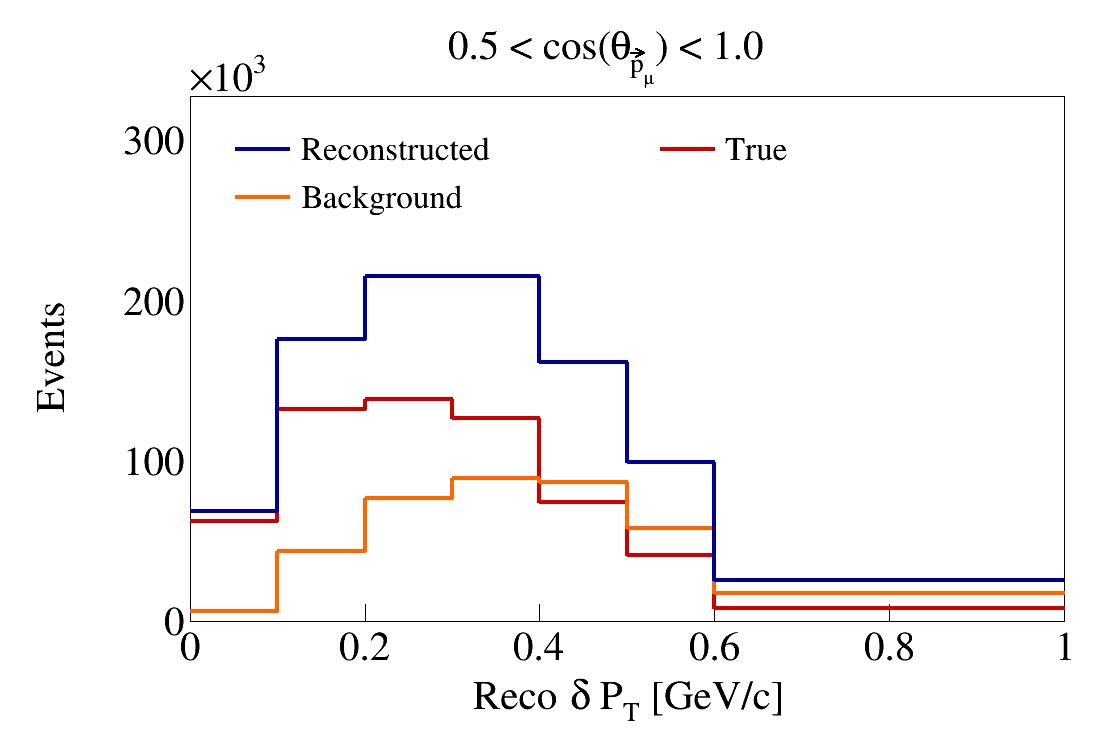 0.5 < cos(θ_{\vec{p}_μ}) < 1.0
×10³
300
Reconstructed
True
Background
200
100
0
Events
0 0.2 0.4 0.6 0.8 1
Reco δ P_T [GeV/c]